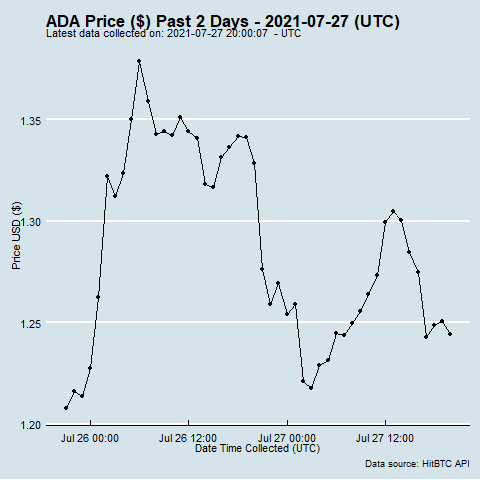 ADA Price ($) Past 2 Days - 2021-07-27 (UTC)
Latest data collected on: 2021-07-27 20:00:07  - UTC
Price USD ($)
1.35
1.30
1.25
1.20
Jul 26 00:00 Jul 26 12:00 Jul 27 00:00 Jul 27 12:00
Date Time Collected (UTC)
Data source: HitBTC API